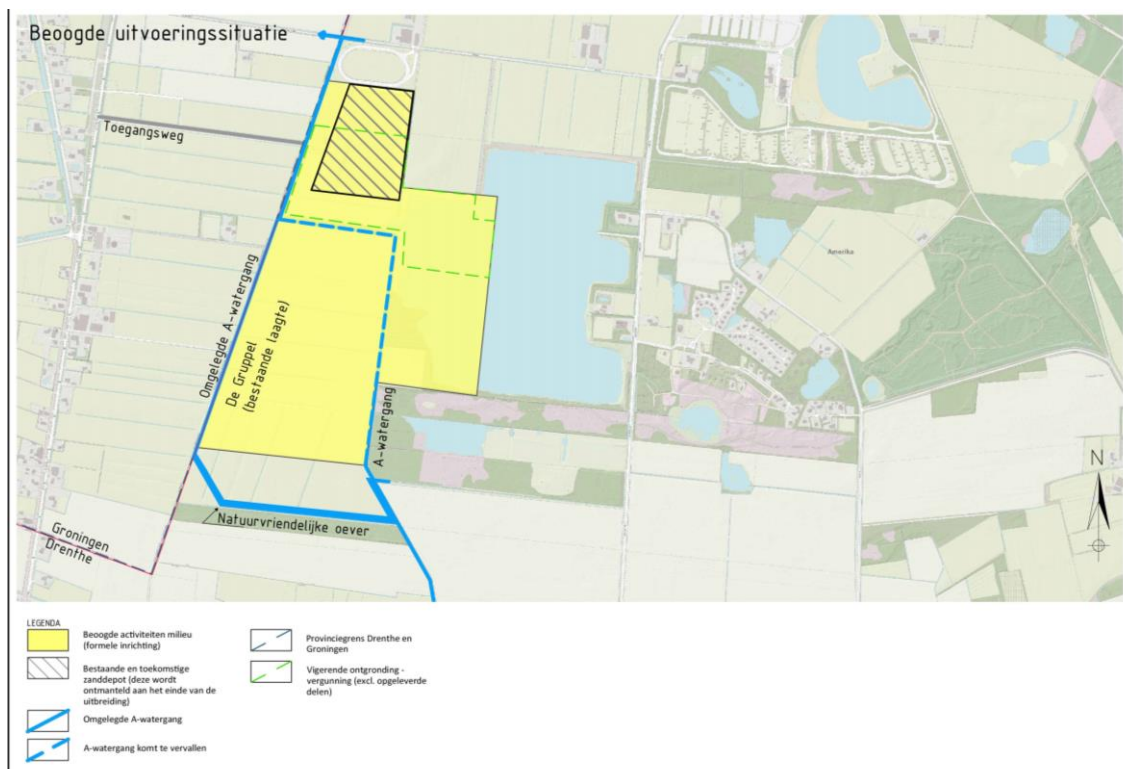 Beoogde uitvoeringssituatie
Toegangsweg
Omgelegde A-watergang
De Gruppel
(bestaande laagte)
A-watergang
Amerika
N
Natuurvriendelijke oever
Groningen
Drenthe
LEGENDA
Beoogde activiteiten milieu
(formele inrichting)
Bestaande en toekomstige
zanddepot (deze wordt
ontmanteld aan het einde van de
uitbreiding)
Omgelegde A-watergang
A-watergang komt te vervallen
Provinciegrens Drenthe en
Groningen
Vigerende ontgronding -
vergunning (excl. opgeleverde
delen)